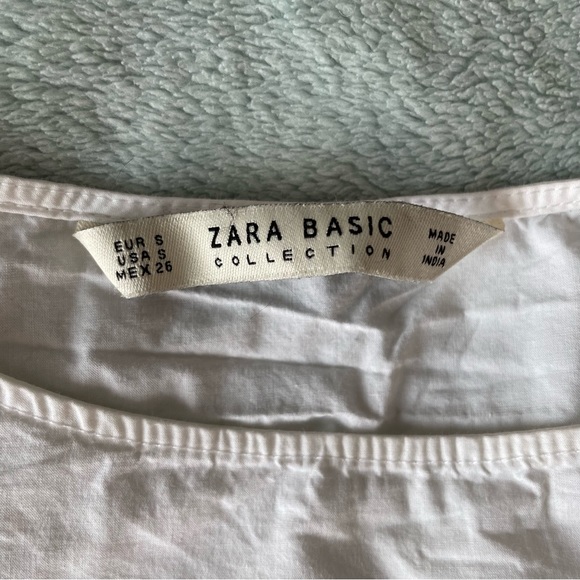 EUR S
USA S
MEX 26
ZARA BASIC
COLLECTION
MADE
IN
INDIA